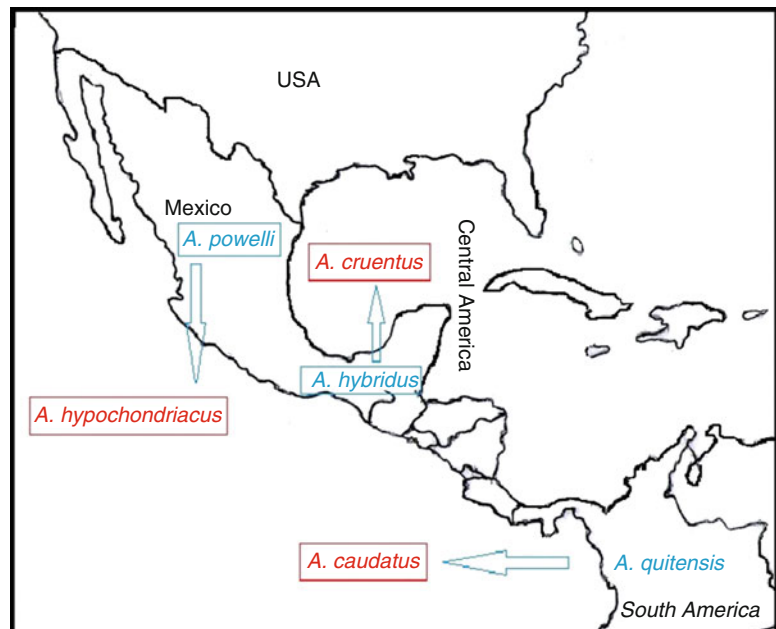 USA
Mexico
A. powelli
A. cruentus
Central America
A. hybridus
A. hypochondriacus
A. caudatus
A. quitensis
South America